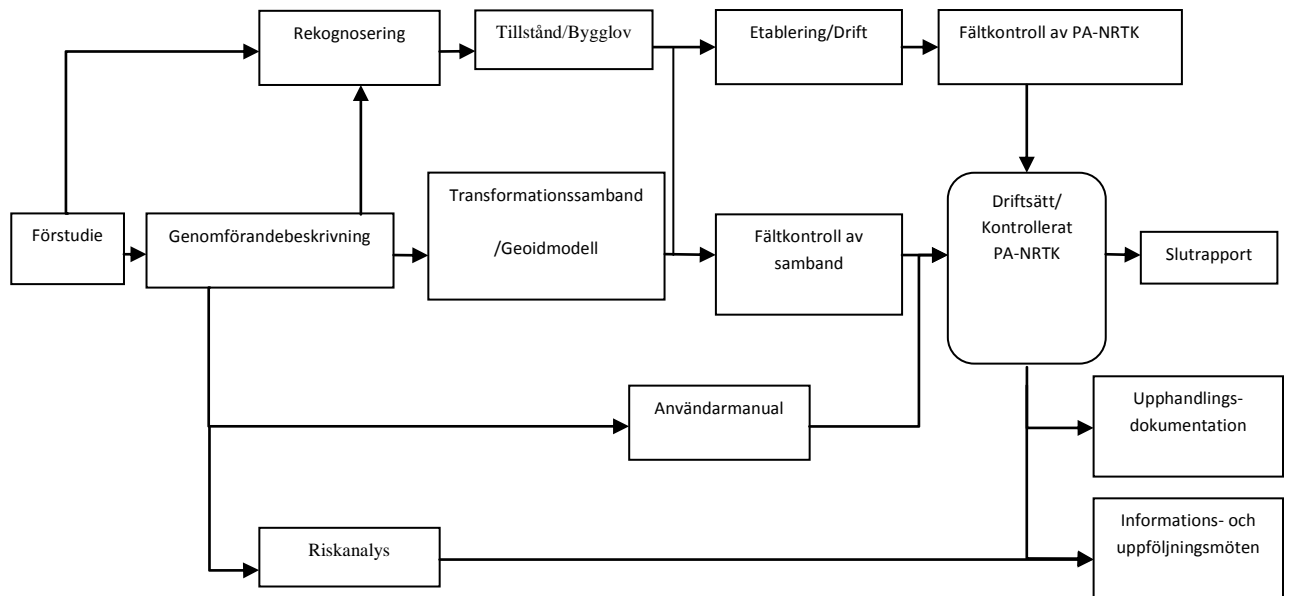 Rekognosering
Tillstånd/Bygglov
Etablering/Drift
Fältkontroll av PA-NRTK
Förstudie
Genomförandebeskrivning
Transformationssamband
/Geoidmodell
Fältkontroll av
samband
Driftsätt/
Kontrollerat
PA-NRTK
Slutrapport
Användarmanual
Upphandlings-
dokumentation
Riskanalys
Informations- och
uppföljningsmöten